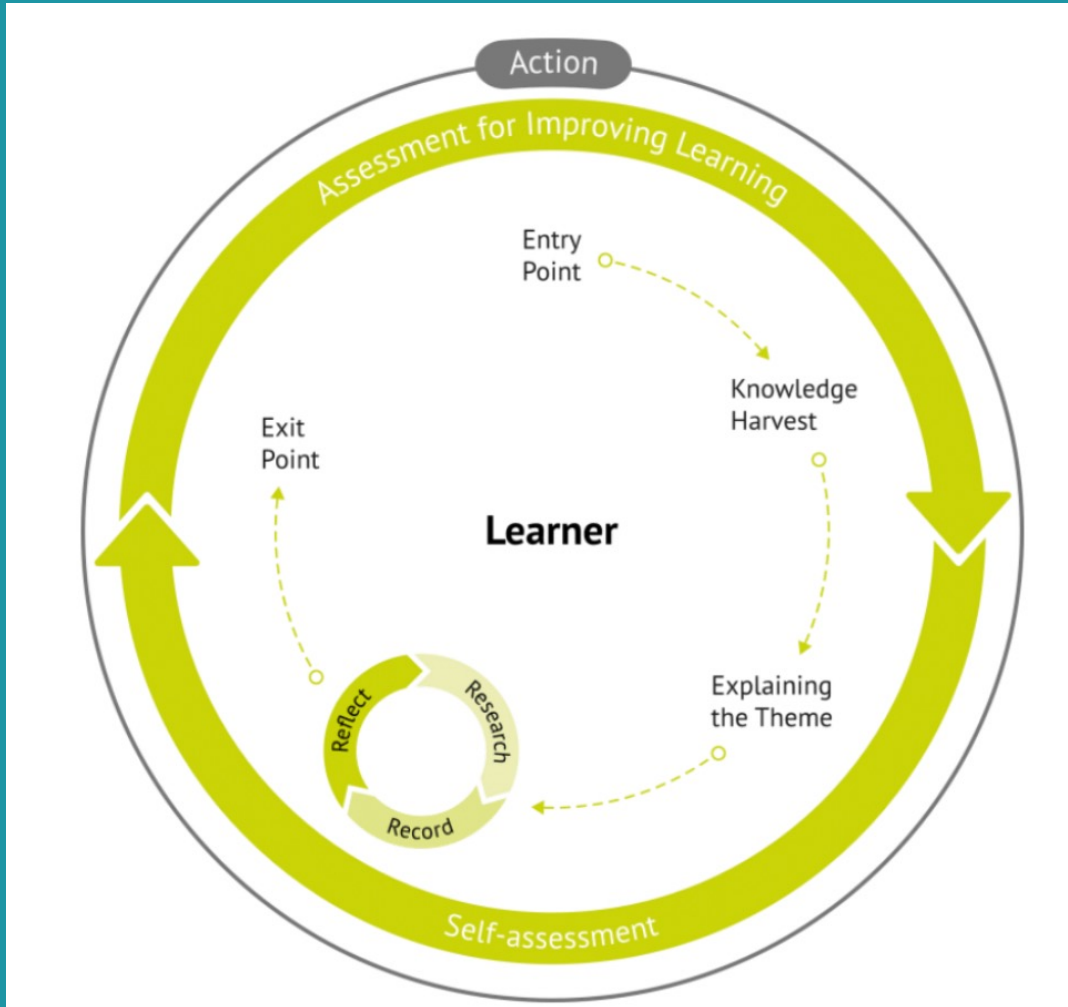 Action
Assessment for Improving Learning
Entry
Point
Knowledge
Harvest
Exit
Point
Learner
Explaining
the Theme
Reflect
Research
Record
Self-assessment